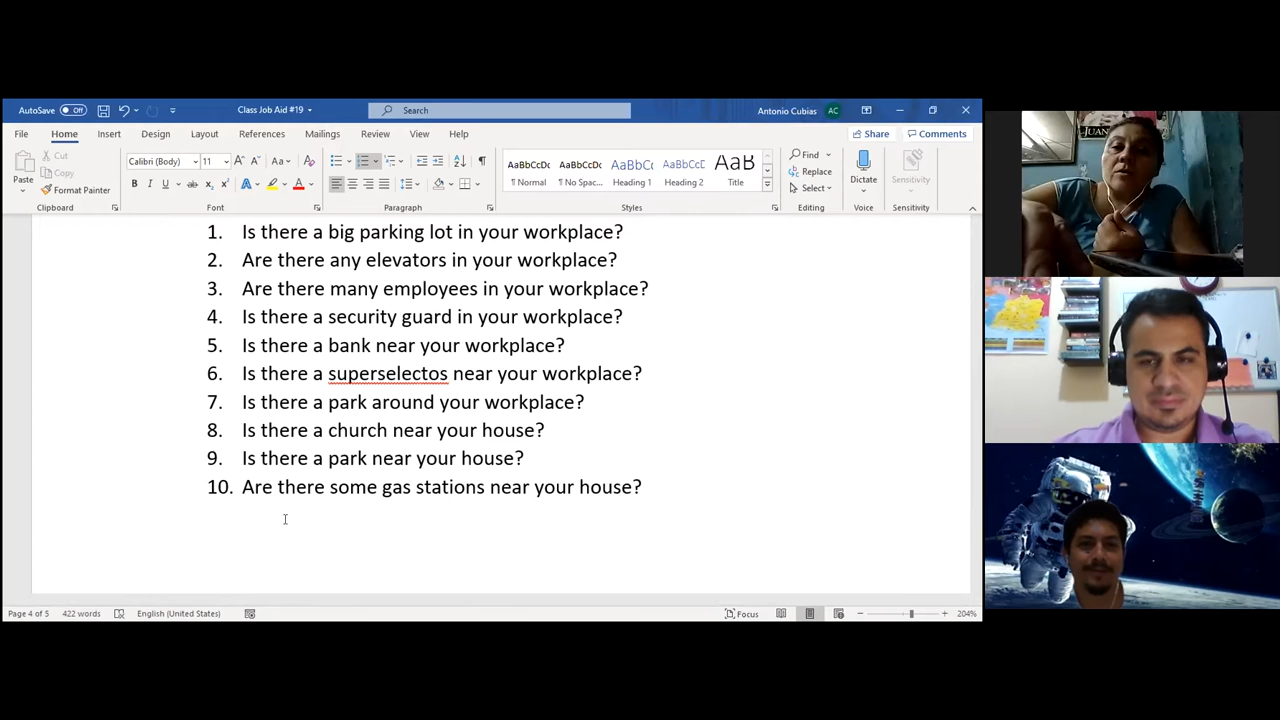 AutoSave Off Class Job Aid #19 Search Antonio Cubias AC
File Home Insert Design Layout References Mailings Review View Help Share Comments
Paste Cut Copy Format Painter
Calibri (Body) 11
AaBbCcDc AaBbCcDc AaBbCc AaBbCcD AaB
¶ Normal ¶ No Spac... Heading 1 Heading 2 Title
Find Replace Select
Dictate Sensitivity
Clipboard Font Paragraph Styles Editing Voice Sensitivity
JUAN
1. Is there a big parking lot in your workplace?
2. Are there any elevators in your workplace?
3. Are there many employees in your workplace?
4. Is there a security guard in your workplace?
5. Is there a bank near your workplace?
6. Is there a superselectos near your workplace?
7. Is there a park around your workplace?
8. Is there a church near your house?
9. Is there a park near your house?
10. Are there some gas stations near your house?
Page 4 of 5 422 words English (United States) Focus 204%